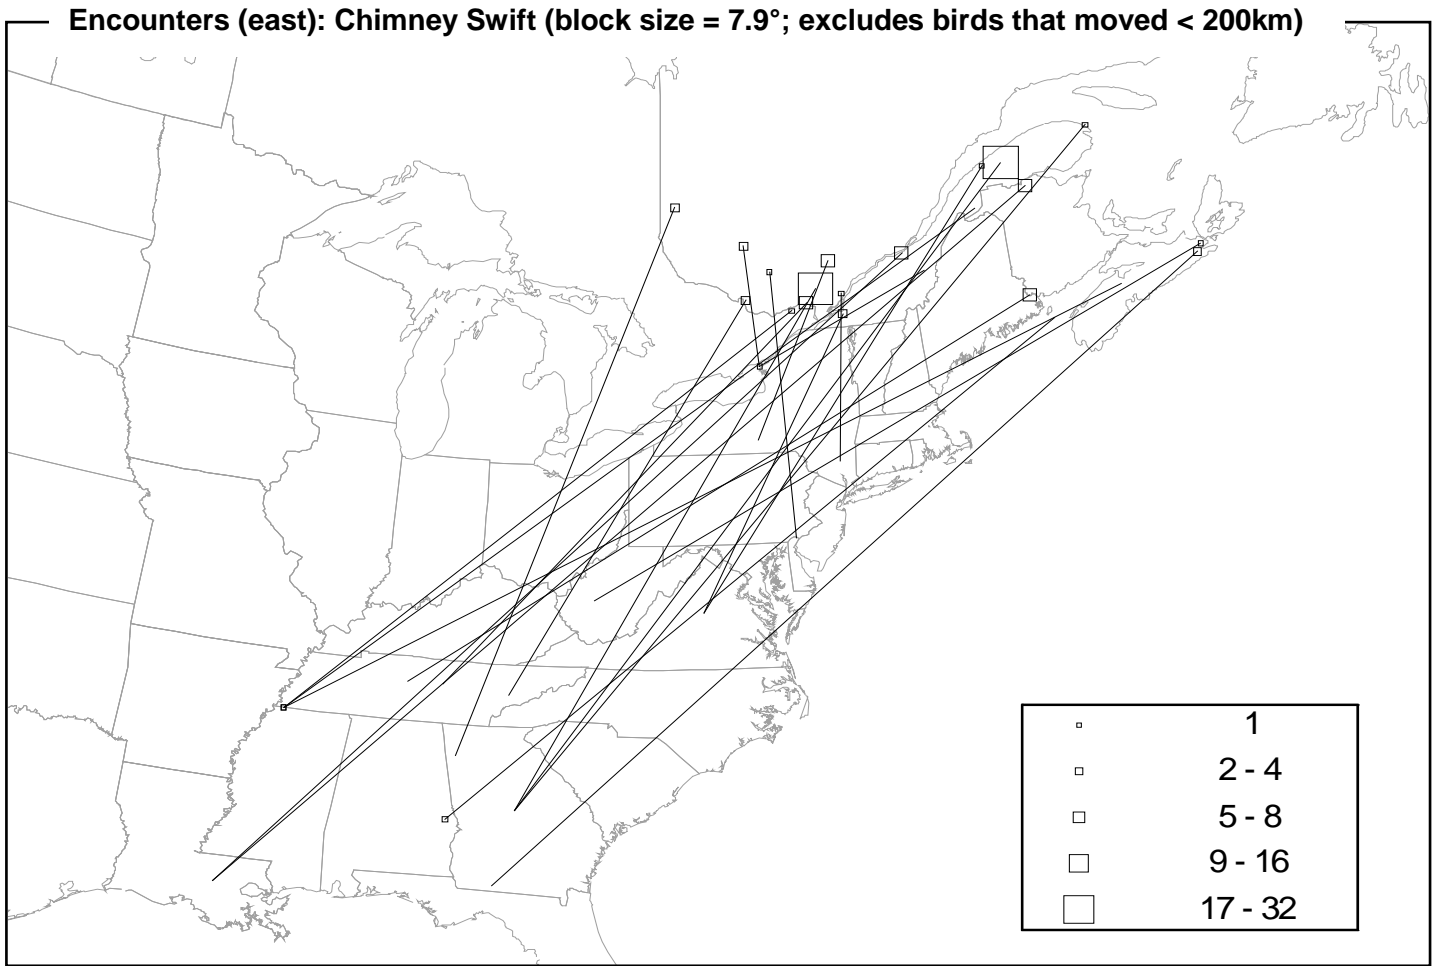 Encounters (east): Chimney Swift (block size = 7.9°; excludes birds that moved < 200km)
1
2 - 4
5 - 8
9 - 16
17 - 32